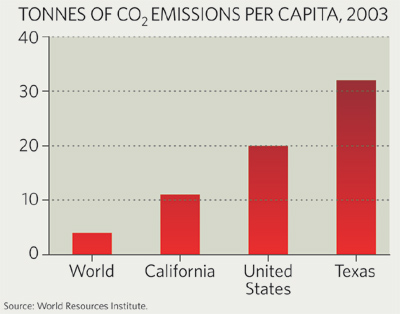 TONNES OF CO₂ EMISSIONS PER CAPITA, 2003
40
30
20
10
0
World California United States Texas
Source: World Resources Institute.